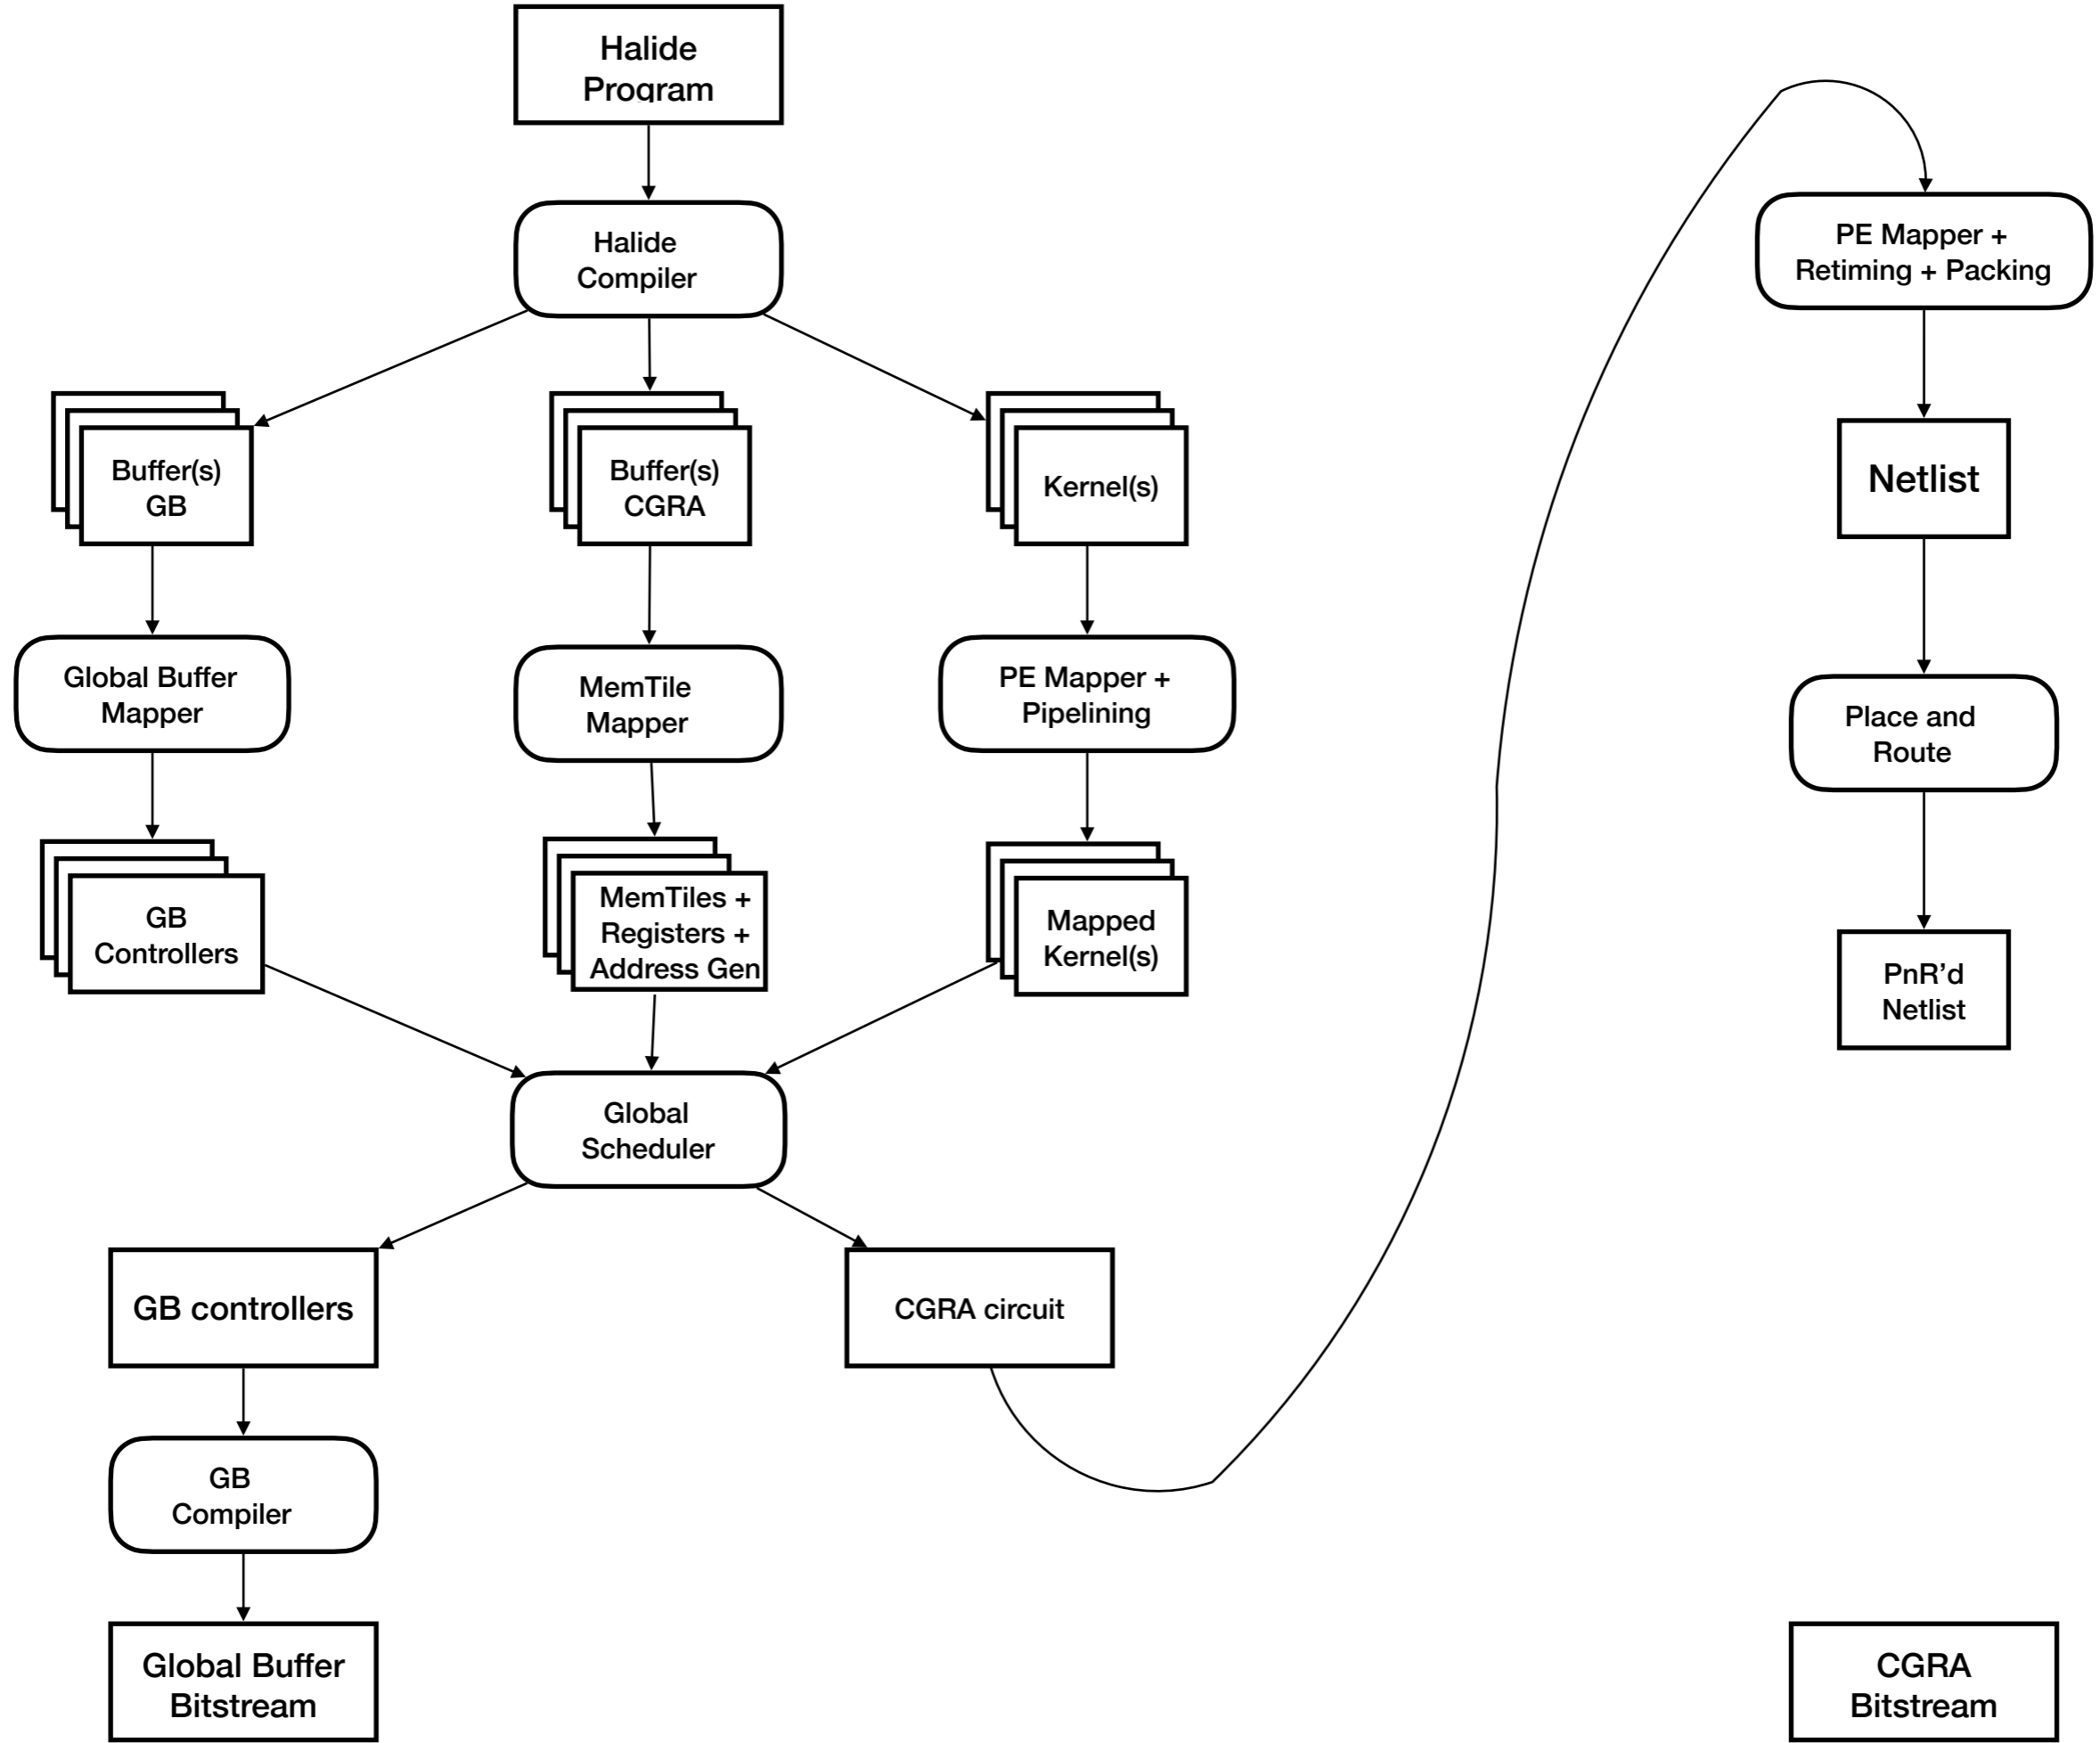 Halide
Program
Halide
Compiler
Buffer(s)
GB
Buffer(s)
CGRA
Kernel(s)
Global Buffer
Mapper
MemTile
Mapper
PE Mapper +
Pipelining
GB
Controllers
MemTiles +
Registers +
Address Gen
Mapped
Kernel(s)
Global
Scheduler
GB controllers
CGRA circuit
GB
Compiler
Global Buffer
Bitstream
PE Mapper +
Retiming + Packing
Netlist
Place and
Route
PnR’d
Netlist
CGRA
Bitstream